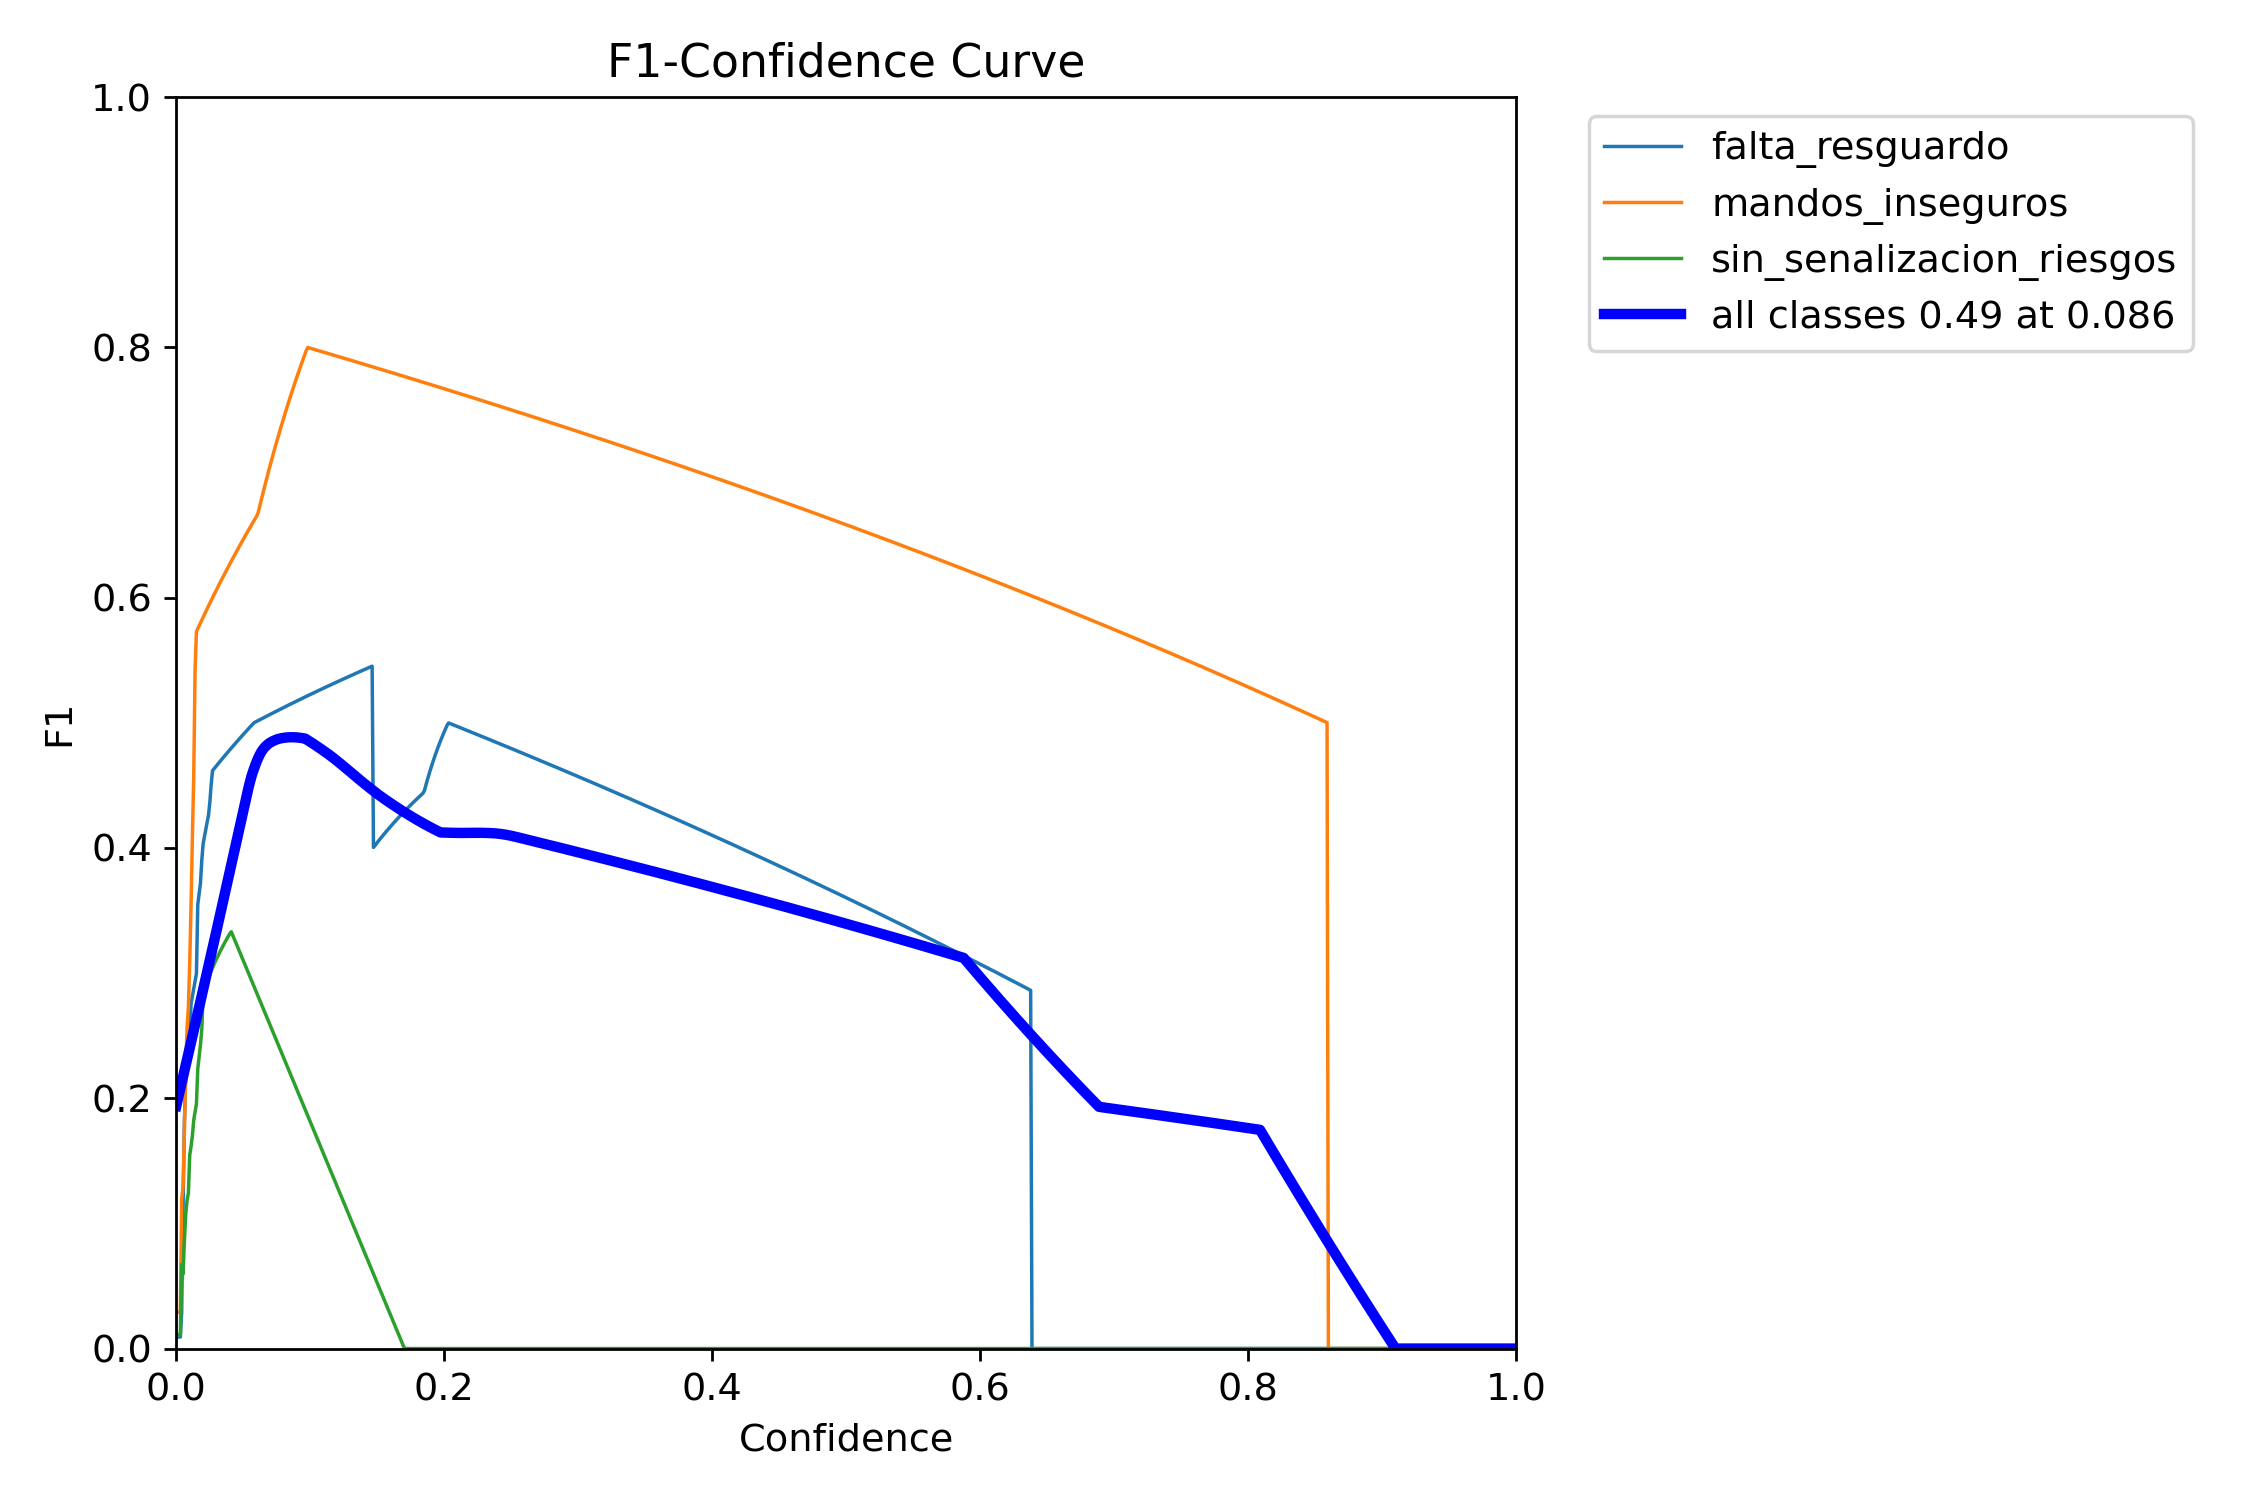 F1-Confidence Curve
1.0
0.8
0.6
0.4
0.2
0.0
F1
0.0 0.2 0.4 0.6 0.8 1.0
Confidence
falta_resguardo
mandos_inseguros
sin_senalizacion_riesgos
all classes 0.49 at 0.086